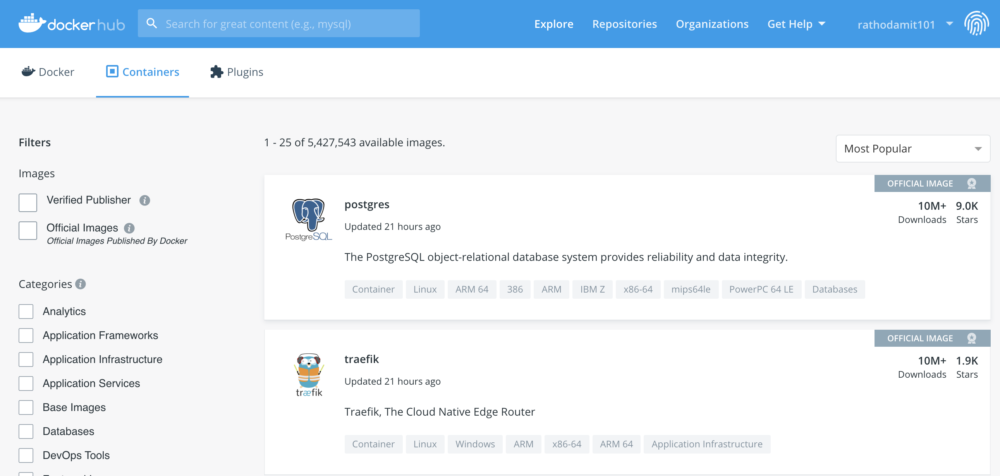 dockerhub
Search for great content (e.g., mysql)
Explore Repositories Organizations Get Help rathodamit101
Docker Containers Plugins
Filters
Images
Verified Publisher
Official Images
Official Images Published By Docker
Categories
Analytics
Application Frameworks
Application Infrastructure
Application Services
Base Images
Databases
DevOps Tools
1 - 25 of 5,427,543 available images.
Most Popular
OFFICIAL IMAGE
PostgreSQL
postgres
10M+ 9.0K
Downloads Stars
Updated 21 hours ago
The PostgreSQL object-relational database system provides reliability and data integrity.
Container Linux ARM 64 386 ARM IBM Z x86-64 mips64le PowerPC 64 LE Databases
OFFICIAL IMAGE
træfik
traefik
10M+ 1.9K
Downloads Stars
Updated 21 hours ago
Traefik, The Cloud Native Edge Router
Container Linux Windows ARM x86-64 ARM 64 Application Infrastructure